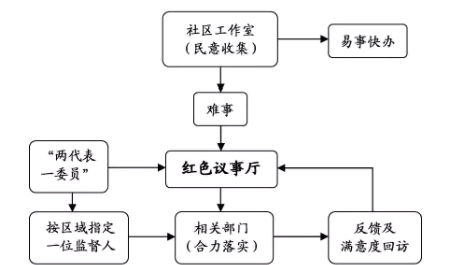 社区工作室
（民意收集）
易事快办
难事
“两代表
一委员”
红色议事厅
按区域指定
一位监督人
相关部门
（合力落实）
反馈及
满意度回访